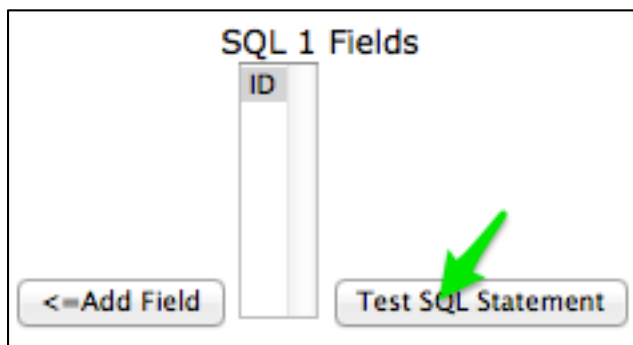 SQL 1 Fields
ID
<=Add Field
Test SQL Statement